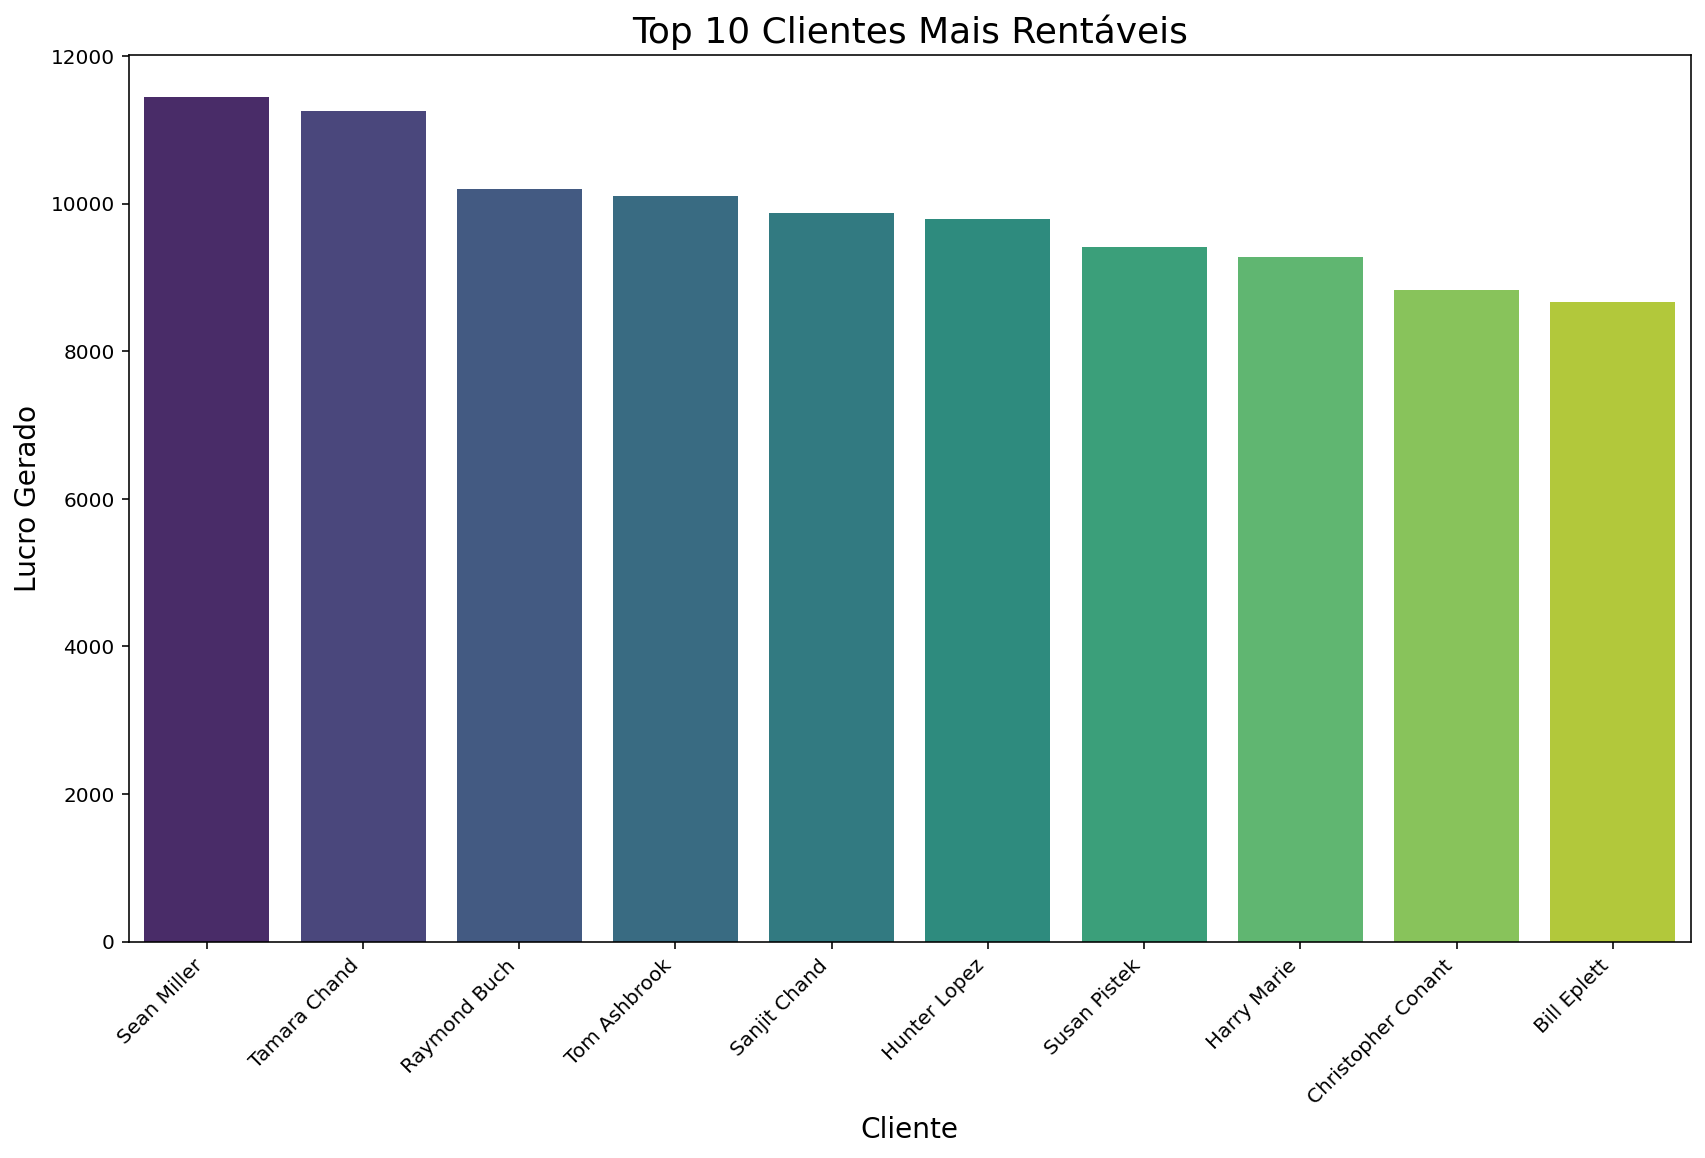 Top 10 Clientes Mais Rentáveis
12000
10000
8000
6000
4000
2000
0
Lucro Gerado
Sean Miller
Tamara Chand
Raymond Buch
Tom Ashbrook
Sanjit Chand
Hunter Lopez
Susan Pistek
Harry Marie
Christopher Conant
Bill Eplett
Cliente